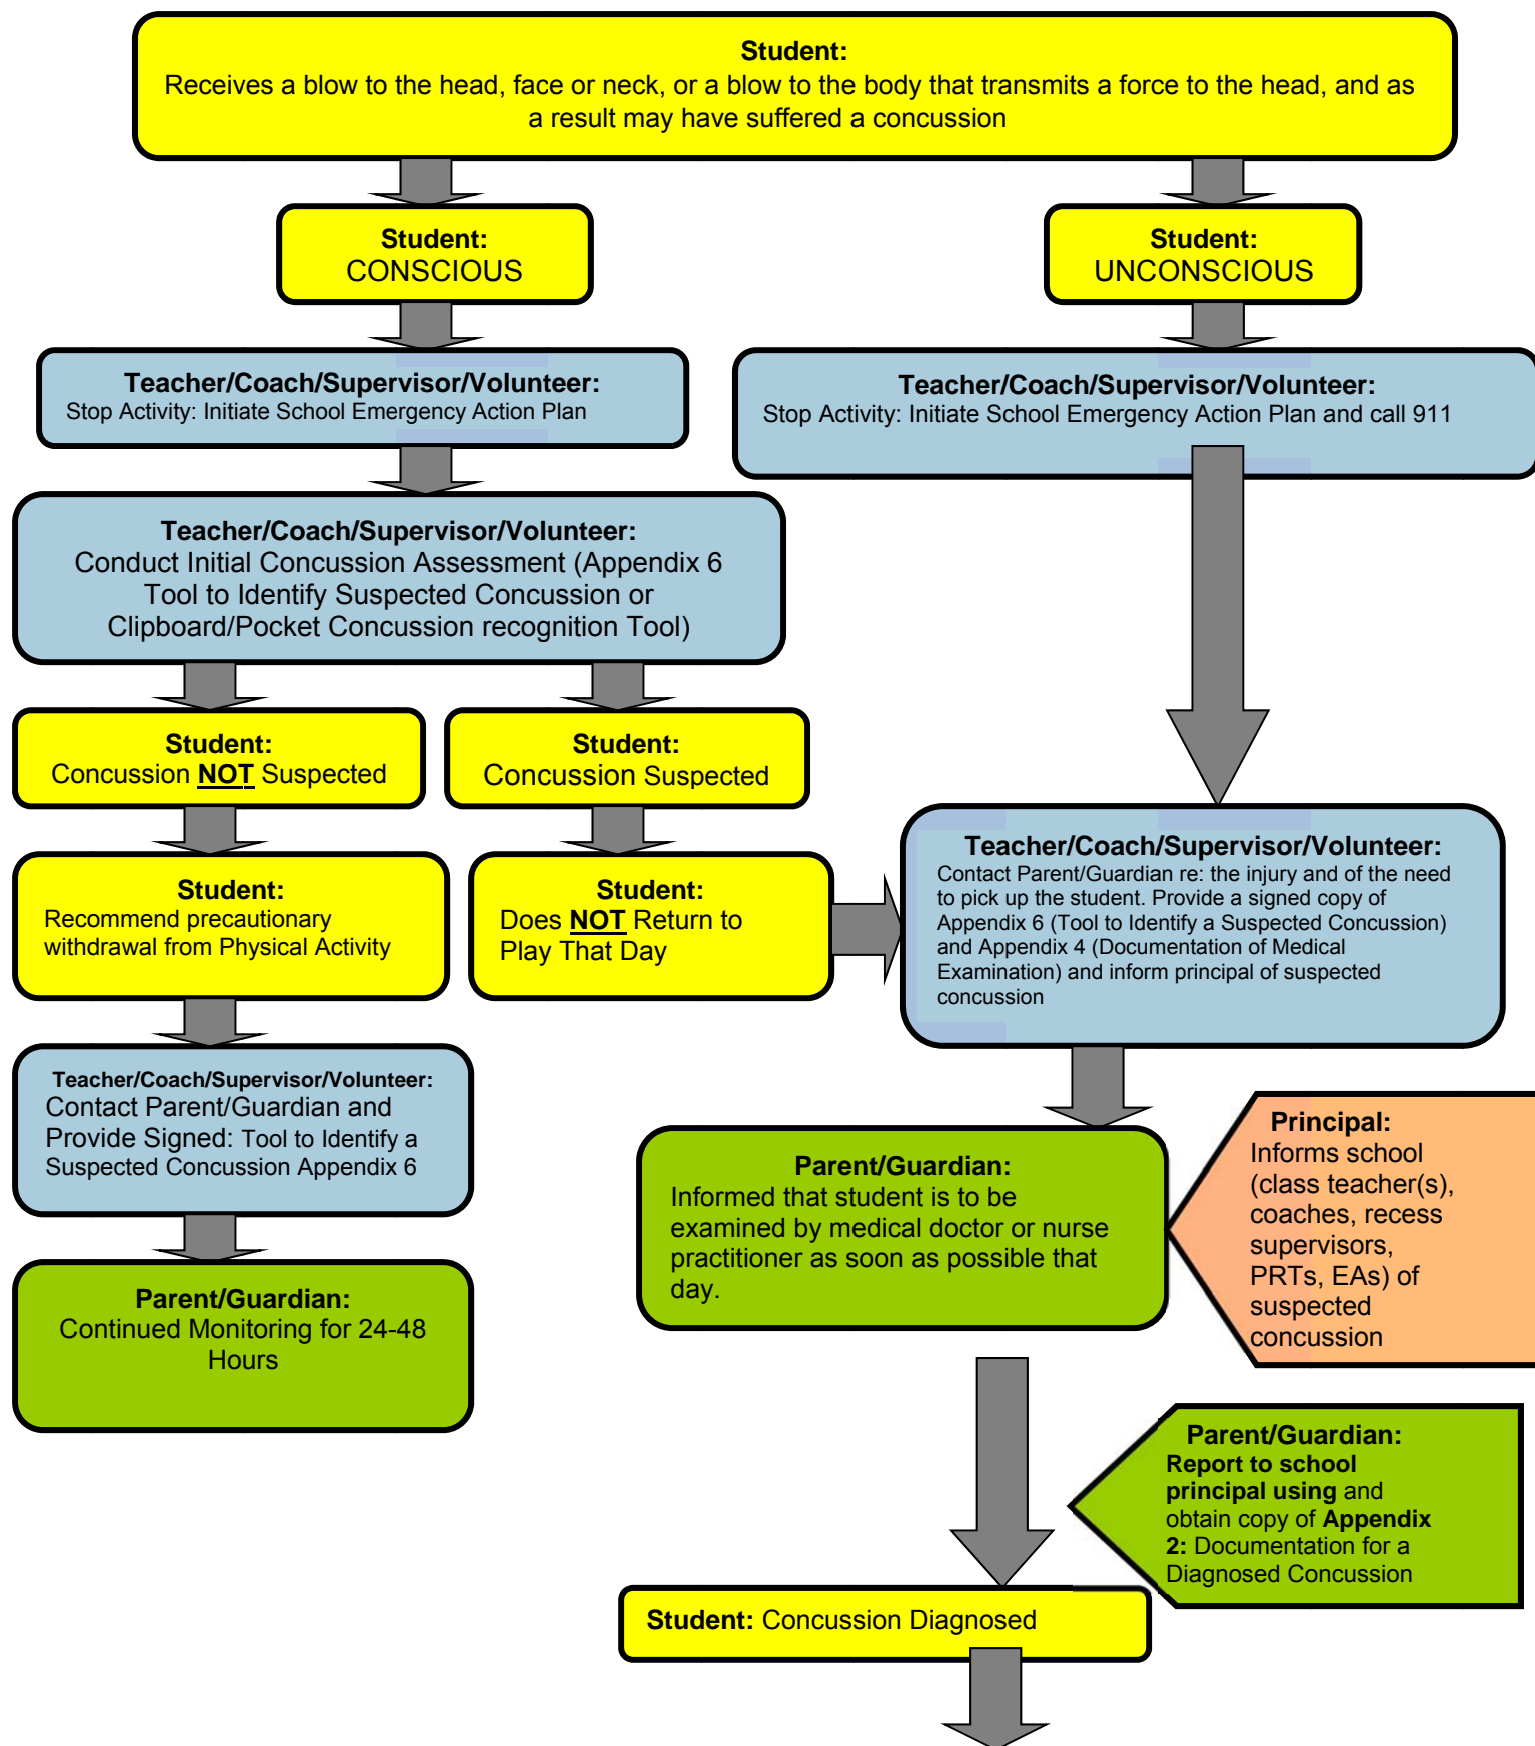 Student:
Receives a blow to the head, face or neck, or a blow to the body that transmits a force to the head, and as
a result may have suffered a concussion
Student:
CONSCIOUS
Student:
UNCONSCIOUS
Teacher/Coach/Supervisor/Volunteer:
Stop Activity: Initiate School Emergency Action Plan
Teacher/Coach/Supervisor/Volunteer:
Stop Activity: Initiate School Emergency Action Plan and call 911
Teacher/Coach/Supervisor/Volunteer:
Conduct Initial Concussion Assessment (Appendix 6
Tool to Identify Suspected Concussion or
Clipboard/Pocket Concussion recognition Tool)
Student:
Concussion NOT Suspected
Student:
Concussion Suspected
Student:
Recommend precautionary
withdrawal from Physical Activity
Student:
Does NOT Return to
Play That Day
Teacher/Coach/Supervisor/Volunteer:
Contact Parent/Guardian re: the injury and of the need
to pick up the student. Provide a signed copy of
Appendix 6 (Tool to Identify a Suspected Concussion)
and Appendix 4 (Documentation of Medical
Examination) and inform principal of suspected
concussion
Teacher/Coach/Supervisor/Volunteer:
Contact Parent/Guardian and
Provide Signed: Tool to Identify a
Suspected Concussion Appendix 6
Parent/Guardian:
Informed that student is to be
examined by medical doctor or nurse
practitioner as soon as possible that
day.
Principal:
Informs school
(class teacher(s),
coaches, recess
supervisors,
PRTs, EAs) of
suspected
concussion
Parent/Guardian:
Continued Monitoring for 24-48
Hours
Parent/Guardian:
Report to school
principal using and
obtain copy of Appendix
2: Documentation for a
Diagnosed Concussion
Student: Concussion Diagnosed